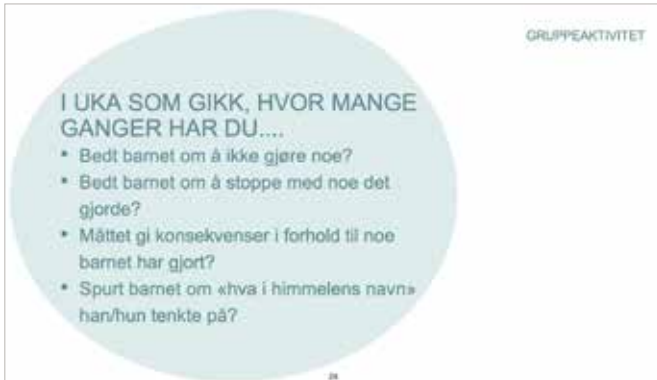 GRUPPEAKTIVITET
I UKA SOM GIKK, HVOR MANGE
GANGER HAR DU....
▪ Bedt barnet om å ikke gjøre noe?
▪ Bedt barnet om å stoppe med noe det
gjorde?
▪ Måttet gi konsekvenser i forhold til noe
barnet har gjort?
▪ Spurt barnet om «hva i himmelens navn»
han/hun tenkte på?